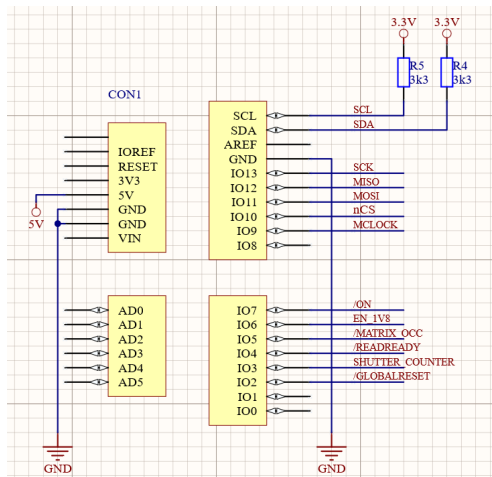 3.3V 3.3V
R5 R4
3k3 3k3
CON1
SCL SCL
SDA SDA
AREF
GND
IO13 SCK
IO12 MISO
IO11 MOSI
IO10 nCS
IO9 MCLOCK
IO8
IOREF
RESET
3V3
5V
GND
GND
VIN
5V
AD0
AD1
AD2
AD3
AD4
AD5
IO7 /ON
IO6 EN_1V8
IO5 /MATRIX_OCC
IO4 /READREADY
IO3 SHUTTER_COUNTER
IO2 /GLOBALRESET
IO1
IO0
GND GND